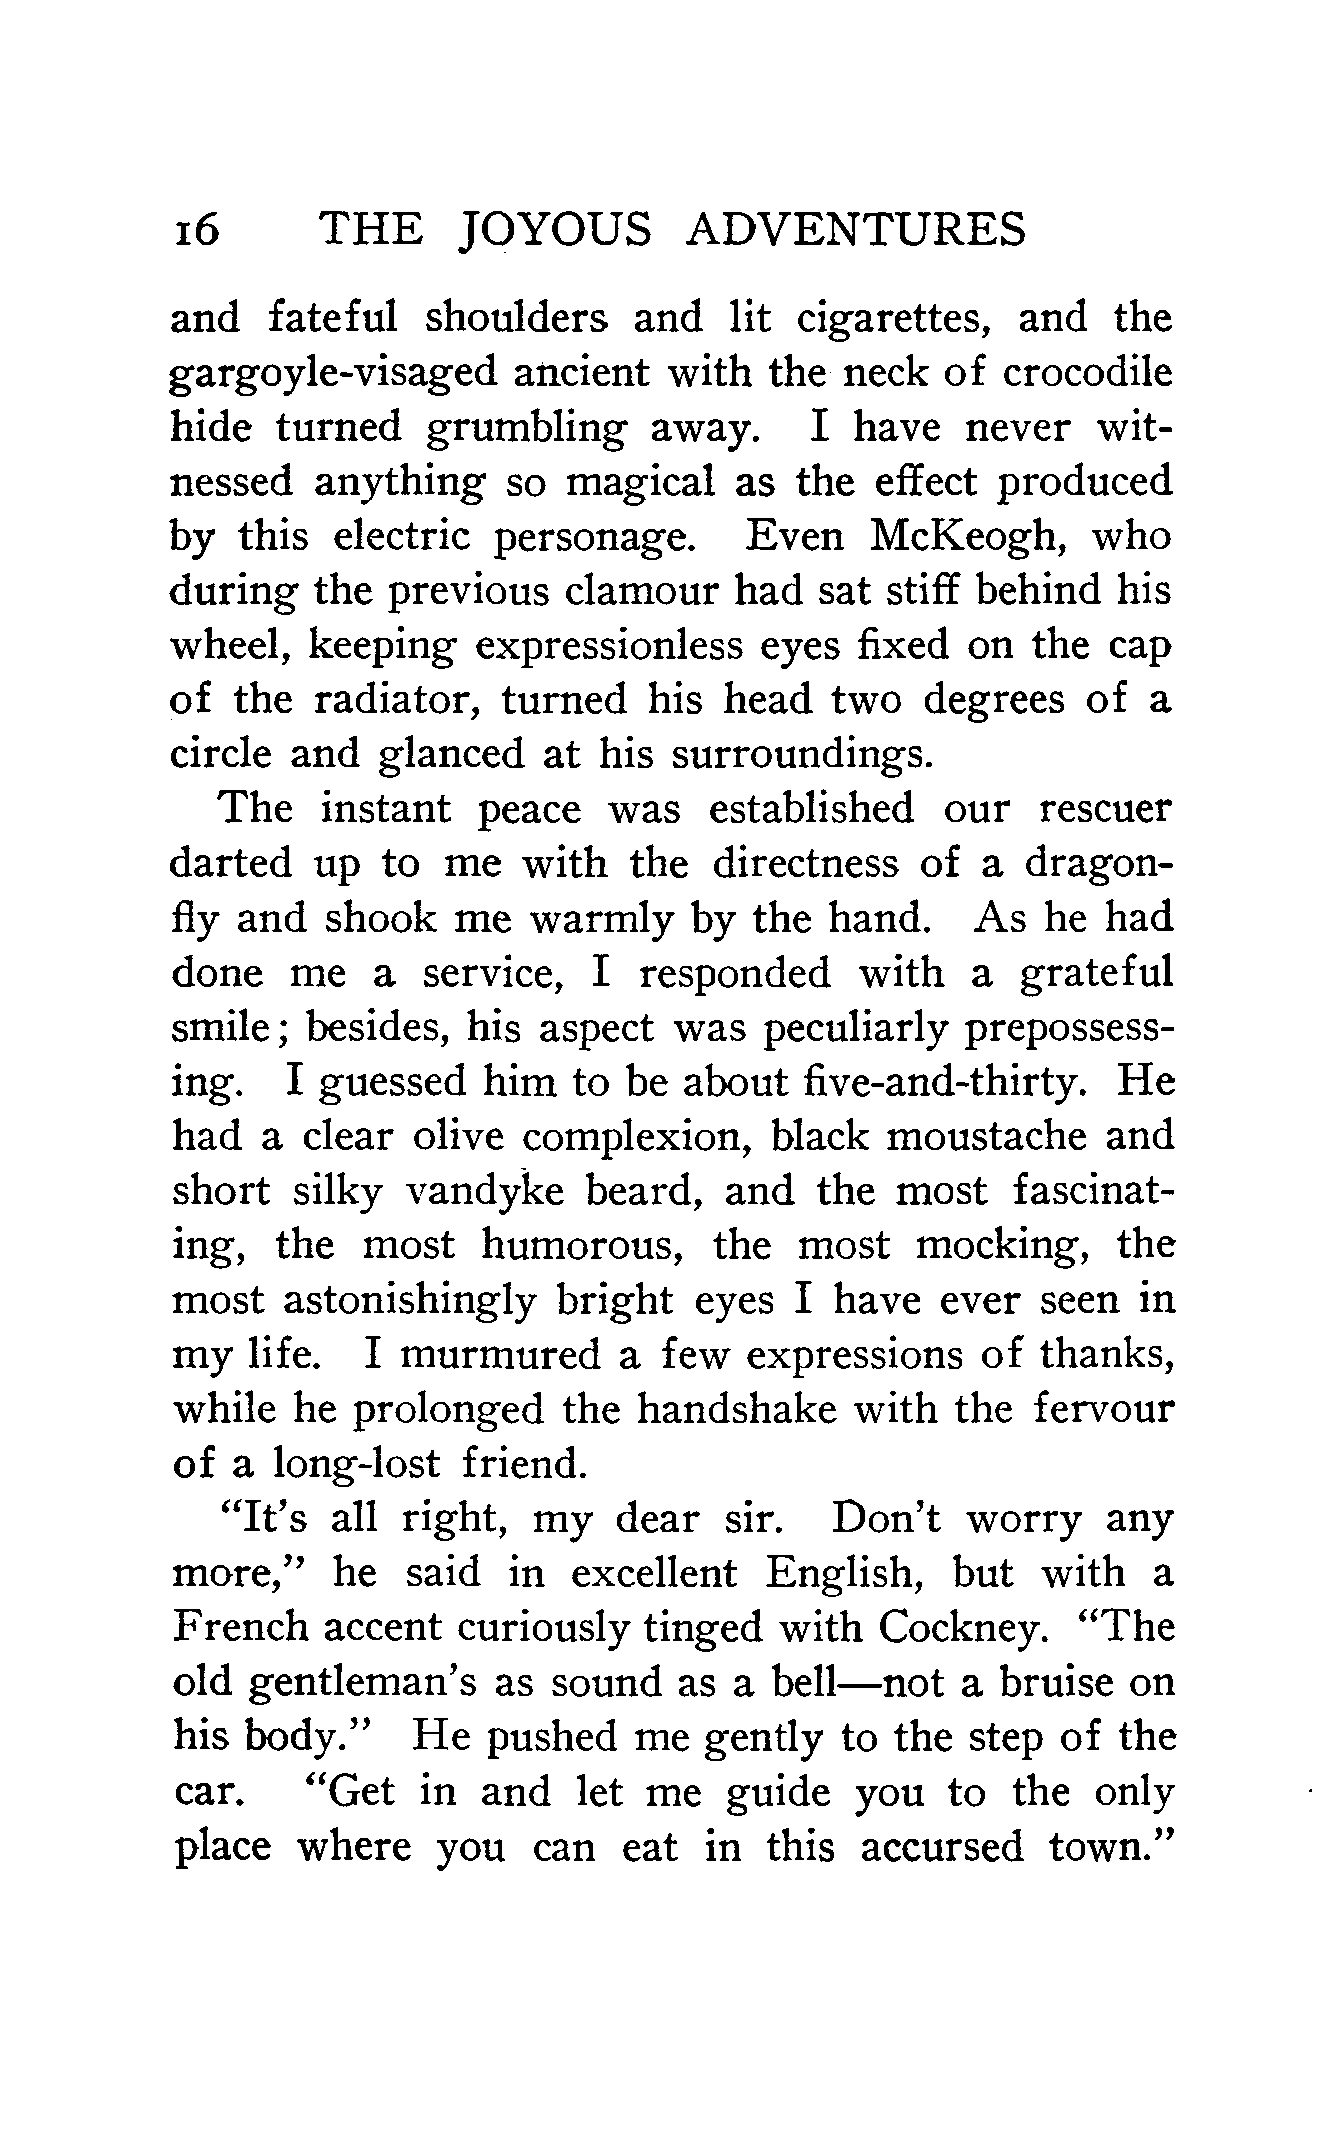 16 THE JOYOUS ADVENTURES
and fateful shoulders and lit cigarettes, and the
gargoyle-visaged ancient with the neck of crocodile
hide turned grumbling away. I have never wit-
nessed anything so magical as the effect produced
by this electric personage. Even McKeogh, who
during the previous clamour had sat stiff behind his
wheel, keeping expressionless eyes fixed on the cap
of the radiator, turned his head two degrees of a
circle and glanced at his surroundings.
The instant peace was established our rescuer
darted up to me with the directness of a dragon-
fly and shook me warmly by the hand. As he had
done me a service, I responded with a grateful
smile; besides, his aspect was peculiarly prepossess-
ing. I guessed him to be about five-and-thirty. He
had a clear olive complexion, black moustache and
short silky vandyke beard, and the most fascinat-
ing, the most humorous, the most mocking, the
most astonishingly bright eyes I have ever seen in
my life. I murmured a few expressions of thanks,
while he prolonged the handshake with the fervour
of a long-lost friend.
"It's all right, my dear sir. Don't worry any
more," he said in excellent English, but with a
French accent curiously tinged with Cockney. "The
old gentleman's as sound as a bell—not a bruise on
his body." He pushed me gently to the step of the
car. "Get in and let me guide you to the only
place where you can eat in this accursed town."